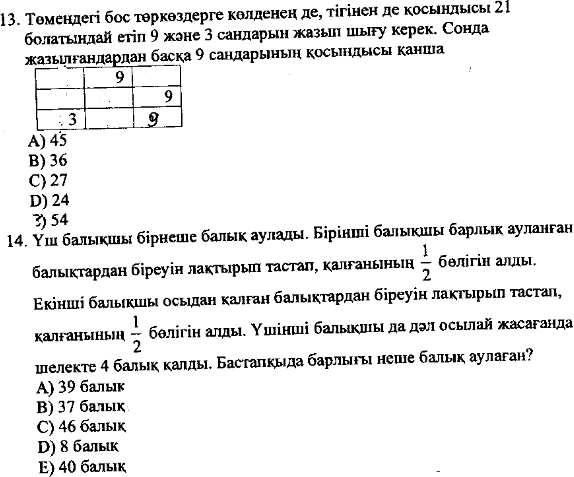 13. Төмендегі бос төркөздерге көлденең де, тігінен де қосындысы 21
болатындай етіп 9 және 3 сандарын жазып шығу керек. Сонда
жазылғандардан басқа 9 сандарының қосындысы қанша
9
9
3 9
A) 45
B) 36
C) 27
D) 24
З) 54
14. Үш балықшы бірнеше балық аулады. Бірінші балықшы барлық ауланған
балықтардан біреуін лақтырып тастап, қалғанының 1/2 бөлігін алды.
Екінші балықшы осыдан қалған балықтардан біреуін лақтырып тастап,
қалғанының 1/2 бөлігін алды. Үшінші балықшы да дәл осылай жасағанда
шелекте 4 балық қалды. Бастапқыда барлығы неше балық аулаған?
A) 39 балык
B) 37 балық
C) 46 балық
D) 8 балық
E) 40 балық